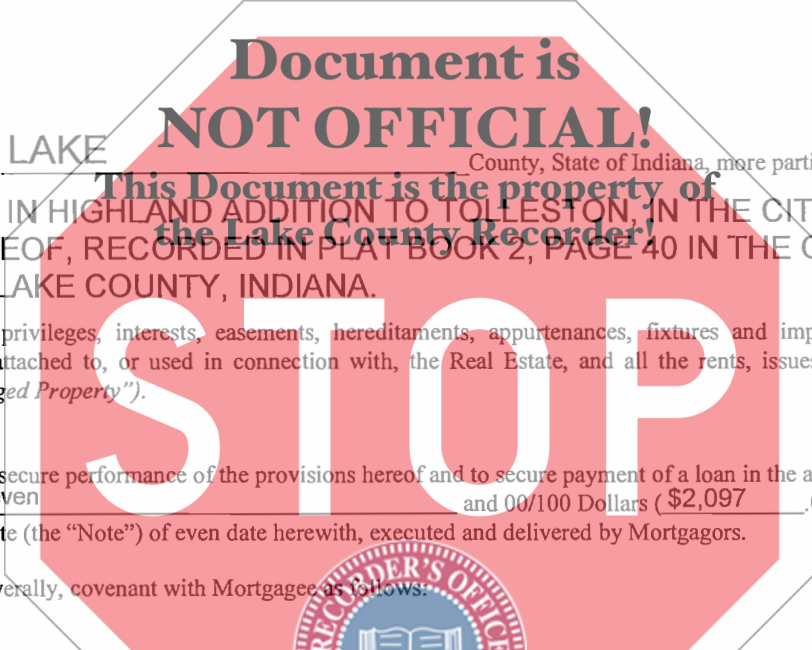 Document is
NOT OFFICIAL!
LAKE County, State of Indiana, more parti
This Document is the property of
IN HIGHLAND ADDITION TO TOLLESTON, IN THE CIT
the Lake County Recorder!
EOF, RECORDED IN PLAT BOOK 2, PAGE 40 IN THE
LAKE COUNTY, INDIANA.
privileges, interests, easements, hereditaments, appurtenances, fixtures and imp
attached to, or used in connection with, the Real Estate, and all the rents, issues
ged Property”).
STOP
secure performance of the provisions hereof and to secure payment of a loan in the a
ven and 00/100 Dollars ( $2,097
te (the “Note”) of even date herewith, executed and delivered by Mortgagors.
erally, covenant with Mortgagee as follows:
RECORDER'S OFFICE